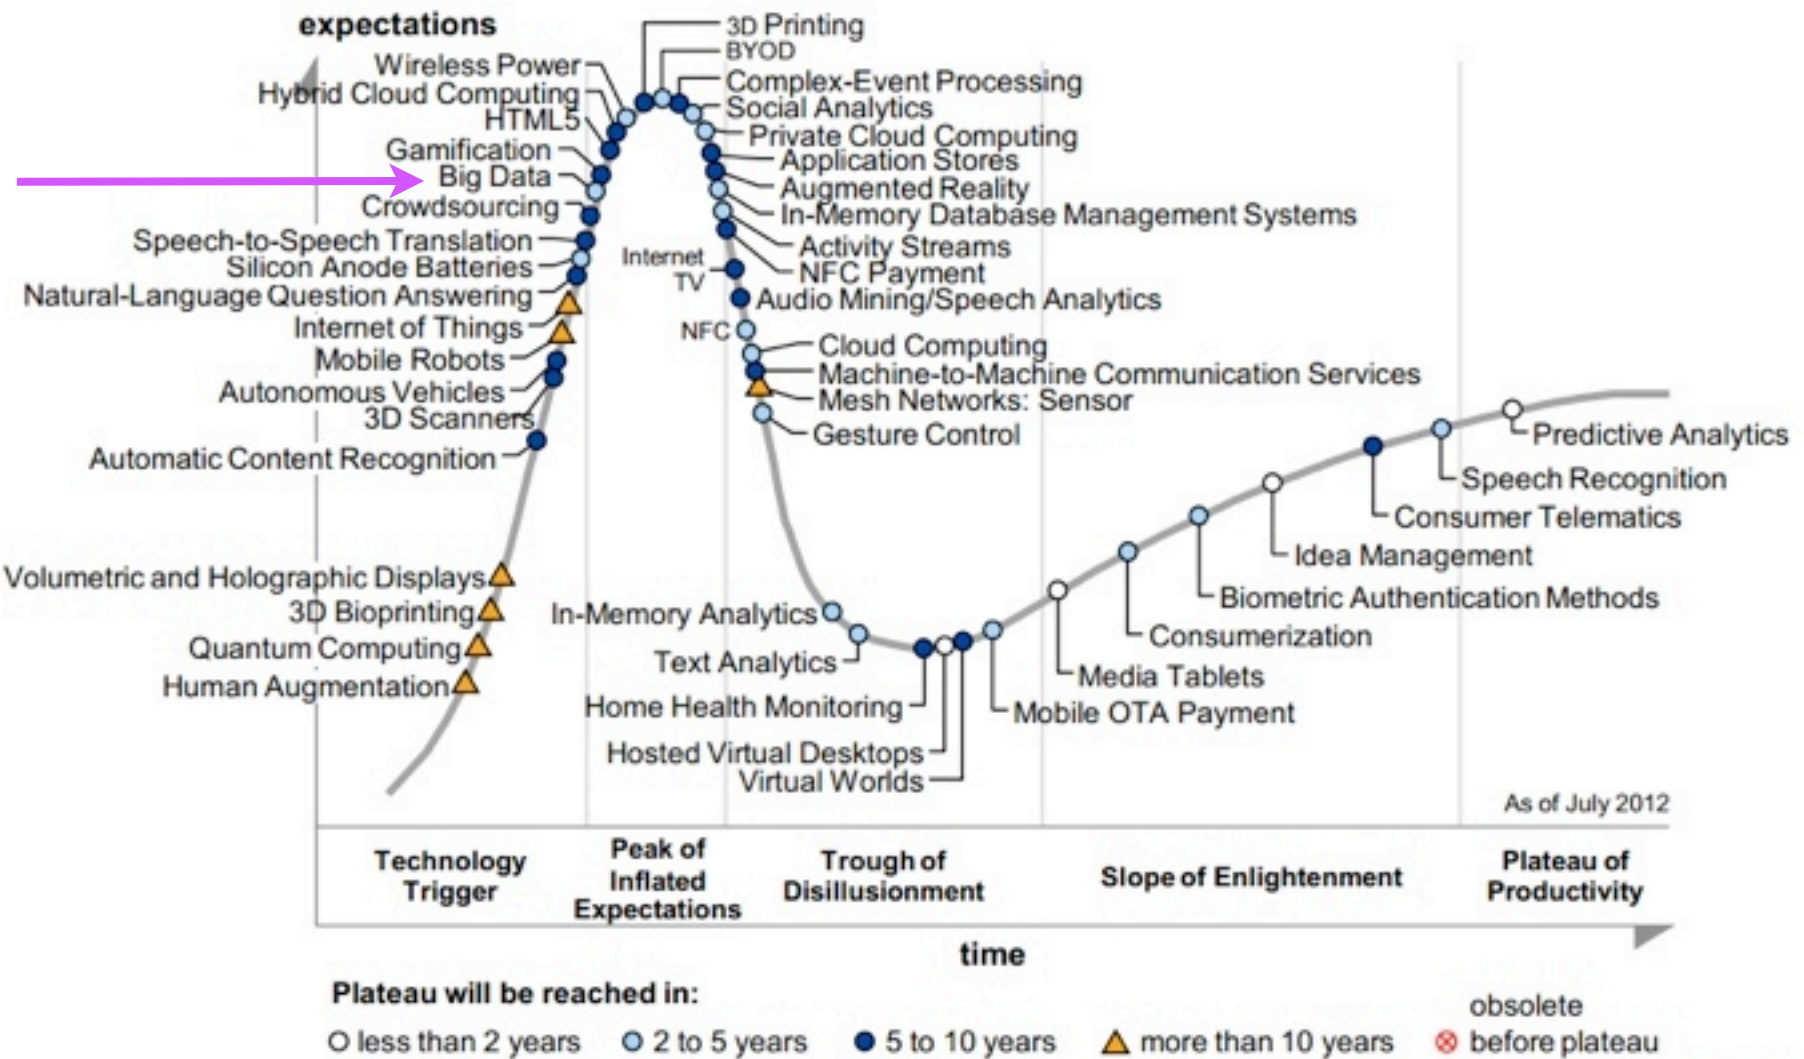 expectations
3D Printing
BYOD
Wireless Power
Complex-Event Processing
Hybrid Cloud Computing
Social Analytics
HTML5
Private Cloud Computing
Gamification
Application Stores
Big Data
Augmented Reality
Crowdsourcing
In-Memory Database Management Systems
Speech-to-Speech Translation
Activity Streams
Silicon Anode Batteries
Internet
TV
NFC Payment
Natural-Language Question Answering
Audio Mining/Speech Analytics
Internet of Things
NFC
Mobile Robots
Cloud Computing
Machine-to-Machine Communication Services
Autonomous Vehicles
Mesh Networks: Sensor
3D Scanners
Gesture Control
Automatic Content Recognition
Predictive Analytics
Speech Recognition
Consumer Telematics
Idea Management
Volumetric and Holographic Displays
Biometric Authentication Methods
3D Bioprinting
In-Memory Analytics
Consumerization
Quantum Computing
Text Analytics
Media Tablets
Human Augmentation
Home Health Monitoring
Mobile OTA Payment
Hosted Virtual Desktops
Virtual Worlds
As of July 2012
Technology
Trigger
Peak of
Inflated
Expectations
Trough of
Disillusionment
Slope of Enlightenment
Plateau of
Productivity
time
Plateau will be reached in:
less than 2 years
2 to 5 years
5 to 10 years
more than 10 years
obsolete
before plateau